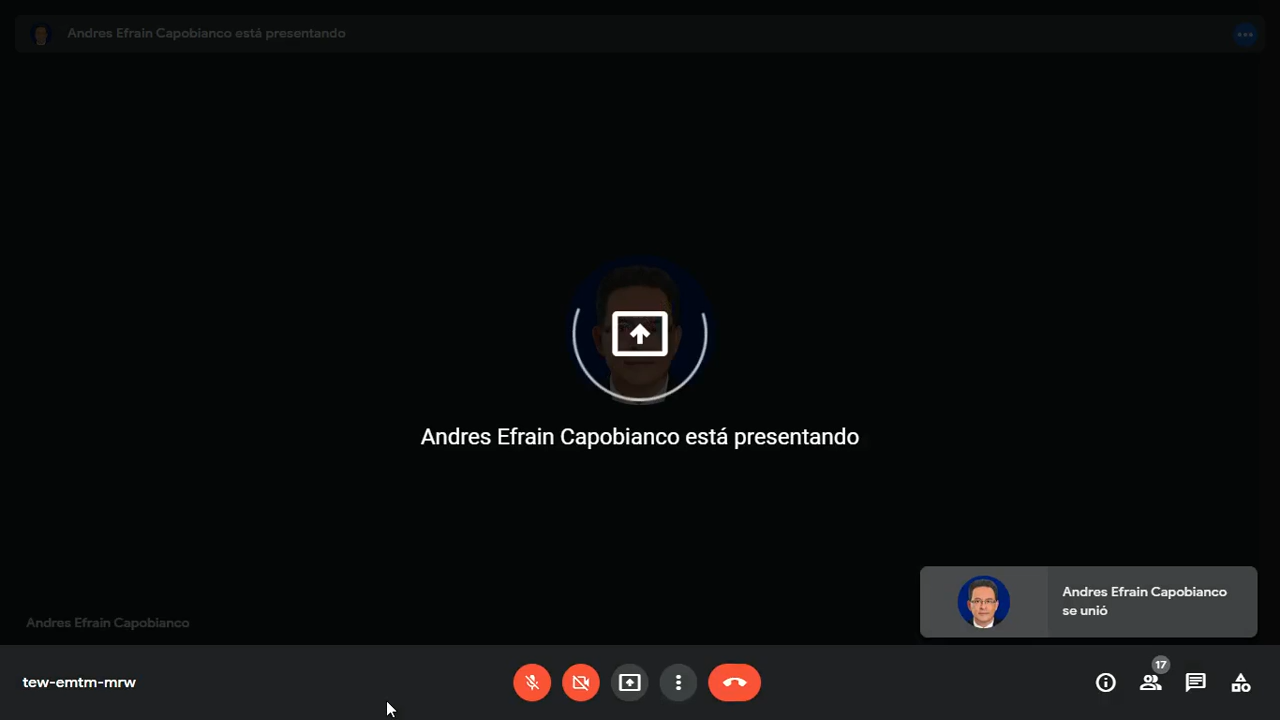 Andres Efrain Capobianco está presentando
Andres Efrain Capobianco está presentando
Andres Efrain Capobianco
se unió
Andres Efrain Capobianco
tew-emtm-mrw
17